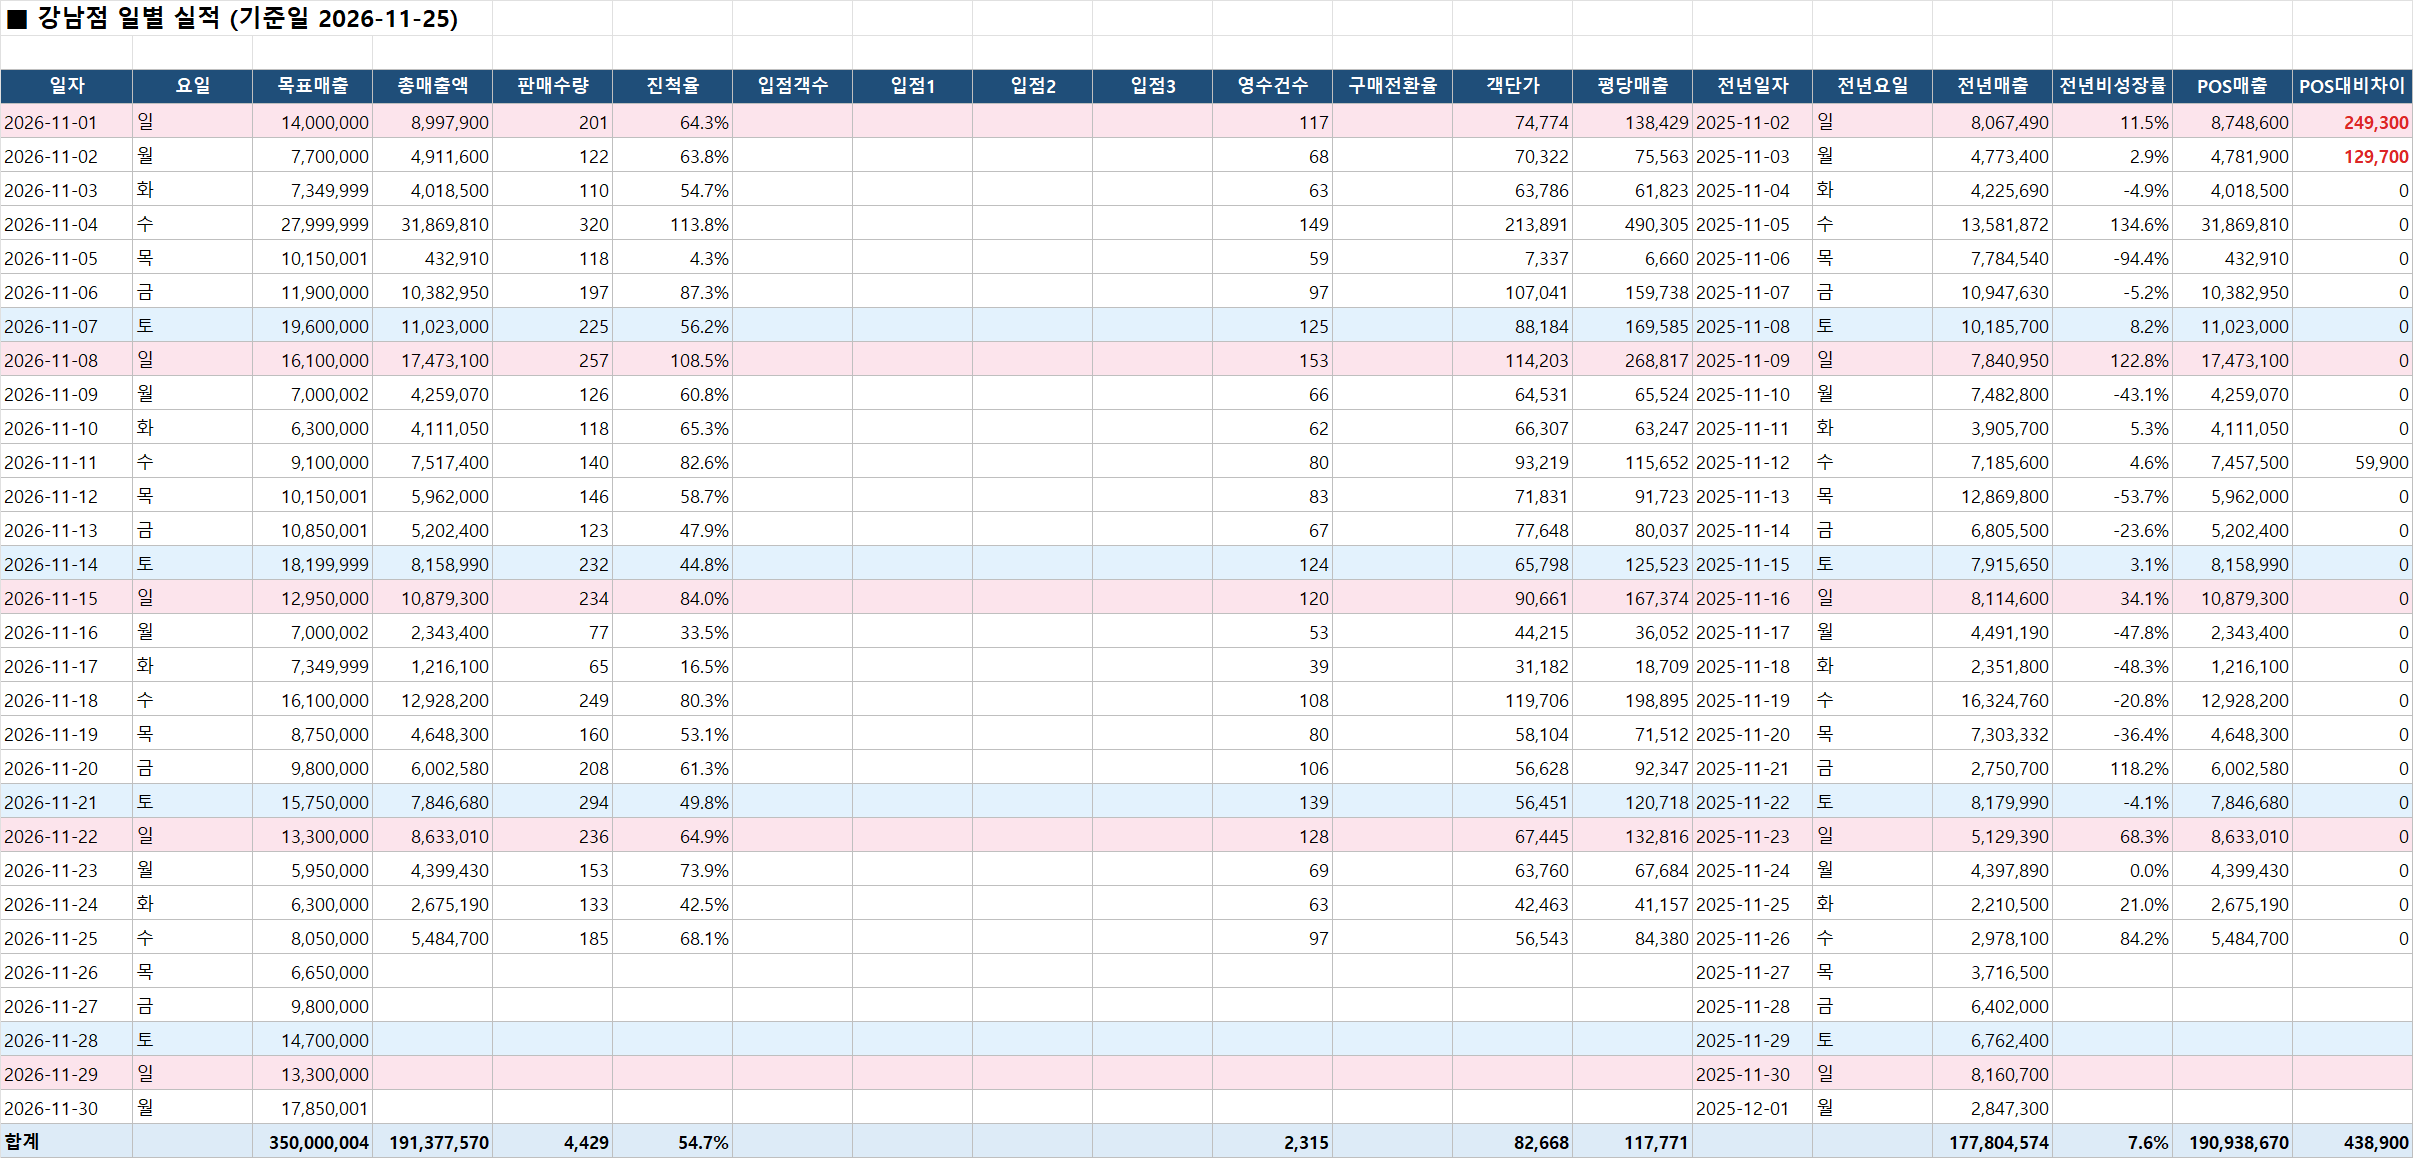 ■ 강남점 일별 실적 (기준일 2026-11-25)
일자 요일 목표매출 총매출액 판매수량 진척율 입점객수 입점1 입점2 입점3 영수건수 구매전환율 객단가 평당매출 전년일자 전년요일 전년매출 전년비성장률 POS매출 POS대비차이
2026-11-01 일 14,000,000 8,997,900 201 64.3% 117 74,774 138,429 2025-11-02 일 8,067,490 11.5% 8,748,600 249,300
2026-11-02 월 7,700,000 4,911,600 122 63.8% 68 70,322 75,563 2025-11-03 월 4,773,400 2.9% 4,781,900 129,700
2026-11-03 화 7,349,999 4,018,500 110 54.7% 63 63,786 61,823 2025-11-04 화 4,225,690 -4.9% 4,018,500 0
2026-11-04 수 27,999,999 31,869,810 320 113.8% 149 213,891 490,305 2025-11-05 수 13,581,872 134.6% 31,869,810 0
2026-11-05 목 10,150,001 432,910 118 4.3% 59 7,337 6,660 2025-11-06 목 7,784,540 -94.4% 432,910 0
2026-11-06 금 11,900,000 10,382,950 197 87.3% 97 107,041 159,738 2025-11-07 금 10,947,630 -5.2% 10,382,950 0
2026-11-07 토 19,600,000 11,023,000 225 56.2% 125 88,184 169,585 2025-11-08 토 10,185,700 8.2% 11,023,000 0
2026-11-08 일 16,100,000 17,473,100 257 108.5% 153 114,203 268,817 2025-11-09 일 7,840,950 122.8% 17,473,100 0
2026-11-09 월 7,000,002 4,259,070 126 60.8% 66 64,531 65,524 2025-11-10 월 7,482,800 -43.1% 4,259,070 0
2026-11-10 화 6,300,000 4,111,050 118 65.3% 62 66,307 63,247 2025-11-11 화 3,905,700 5.3% 4,111,050 0
2026-11-11 수 9,100,000 7,517,400 140 82.6% 80 93,219 115,652 2025-11-12 수 7,185,600 4.6% 7,457,500 59,900
2026-11-12 목 10,150,001 5,962,000 146 58.7% 83 71,831 91,723 2025-11-13 목 12,869,800 -53.7% 5,962,000 0
2026-11-13 금 10,850,001 5,202,400 123 47.9% 67 77,648 80,037 2025-11-14 금 6,805,500 -23.6% 5,202,400 0
2026-11-14 토 18,199,999 8,158,990 232 44.8% 124 65,798 125,523 2025-11-15 토 7,915,650 3.1% 8,158,990 0
2026-11-15 일 12,950,000 10,879,300 234 84.0% 120 90,661 167,374 2025-11-16 일 8,114,600 34.1% 10,879,300 0
2026-11-16 월 7,000,002 2,343,400 77 33.5% 53 44,215 36,052 2025-11-17 월 4,491,190 -47.8% 2,343,400 0
2026-11-17 화 7,349,999 1,216,100 65 16.5% 39 31,182 18,709 2025-11-18 화 2,351,800 -48.3% 1,216,100 0
2026-11-18 수 16,100,000 12,928,200 249 80.3% 108 119,706 198,895 2025-11-19 수 16,324,760 -20.8% 12,928,200 0
2026-11-19 목 8,750,000 4,648,300 160 53.1% 80 58,104 71,512 2025-11-20 목 7,303,332 -36.4% 4,648,300 0
2026-11-20 금 9,800,000 6,002,580 208 61.3% 106 56,628 92,347 2025-11-21 금 2,750,700 118.2% 6,002,580 0
2026-11-21 토 15,750,000 7,846,680 294 49.8% 139 56,451 120,718 2025-11-22 토 8,179,990 -4.1% 7,846,680 0
2026-11-22 일 13,300,000 8,633,010 236 64.9% 128 67,445 132,816 2025-11-23 일 5,129,390 68.3% 8,633,010 0
2026-11-23 월 5,950,000 4,399,430 153 73.9% 69 63,760 67,684 2025-11-24 월 4,397,890 0.0% 4,399,430 0
2026-11-24 화 6,300,000 2,675,190 133 42.5% 63 42,463 41,157 2025-11-25 화 2,210,500 21.0% 2,675,190 0
2026-11-25 수 8,050,000 5,484,700 185 68.1% 97 56,543 84,380 2025-11-26 수 2,978,100 84.2% 5,484,700 0
2026-11-26 목 6,650,000 2025-11-27 목 3,716,500
2026-11-27 금 9,800,000 2025-11-28 금 6,402,000
2026-11-28 토 14,700,000 2025-11-29 토 6,762,400
2026-11-29 일 13,300,000 2025-11-30 일 8,160,700
2026-11-30 월 17,850,001 2025-12-01 월 2,847,300
합계 350,000,004 191,377,570 4,429 54.7% 2,315 82,668 117,771 177,804,574 7.6% 190,938,670 438,900